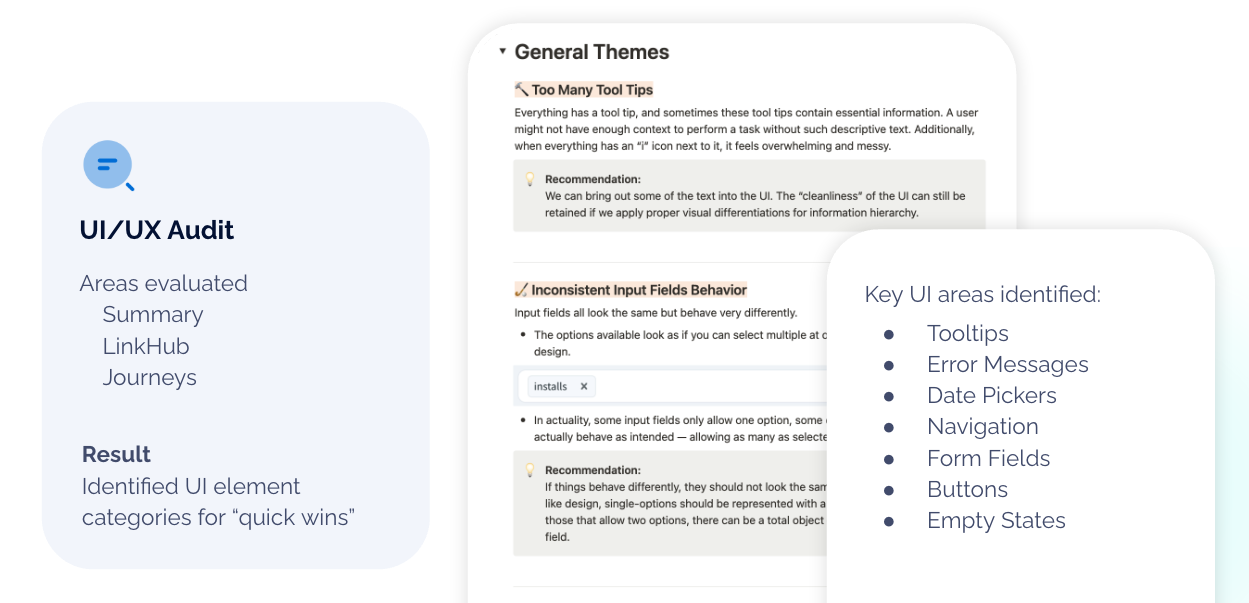 UI/UX Audit
Areas evaluated
Summary
LinkHub
Journeys
Result
Identified UI element
categories for “quick wins”
General Themes
Too Many Tool Tips
Everything has a tool tip, and sometimes these tool tips contain essential information. A user
might not have enough context to perform a task without such descriptive text. Additionally,
when everything has an “i” icon next to it, it feels overwhelming and messy.
Recommendation:
We can bring out some of the text into the UI. The “cleanliness” of the UI can still be
retained if we apply proper visual differentiations for information hierarchy.
Inconsistent Input Fields Behavior
Input fields all look the same but behave very differently.
• The options available look as if you can select multiple at
design.
installs ×
• In actuality, some input fields only allow one option, some
actually behave as intended — allowing as many as
Recommendation:
If things behave differently, they should not look the
like design, single-options should be represented with a
those that allow two options, there can be a total object
field.
Key UI areas identified:
● Tooltips
● Error Messages
● Date Pickers
● Navigation
● Form Fields
● Buttons
● Empty States